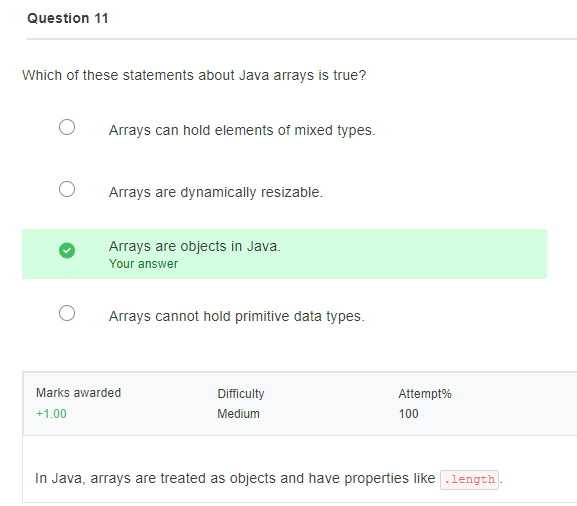 Question 11
Which of these statements about Java arrays is true?
Arrays can hold elements of mixed types.
Arrays are dynamically resizable.
Arrays are objects in Java.
Your answer
Arrays cannot hold primitive data types.
Marks awarded Difficulty Attempt%
+1.00 Medium 100
In Java, arrays are treated as objects and have properties like .length.